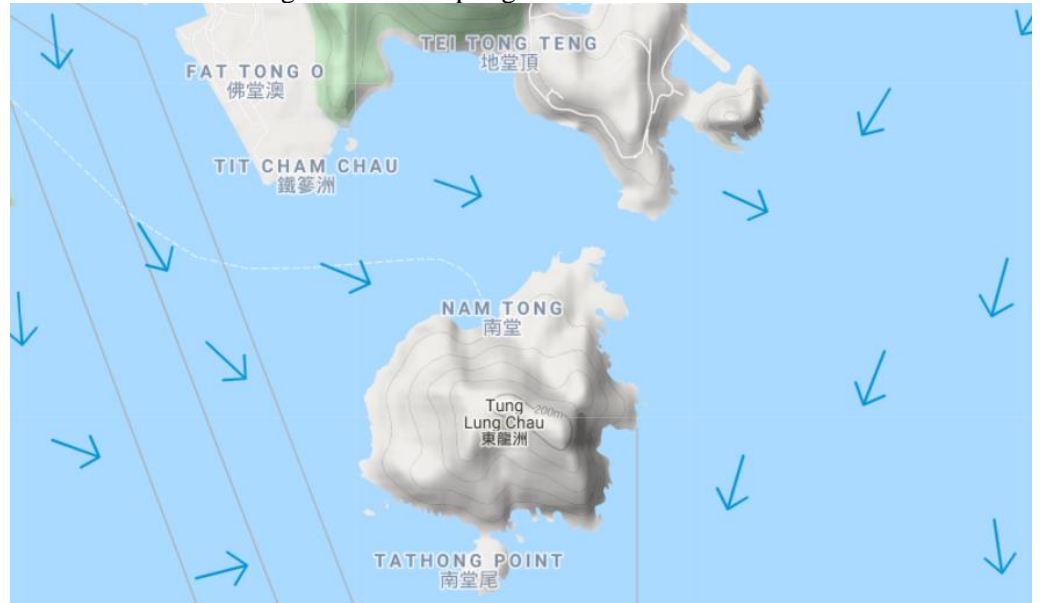 TEI TONG TENG
地堂頂
FAT TONG O
佛堂澳
TIT CHAM CHAU
鐵篸洲
NAM TONG
南堂
Tung
Lung Chau
東龍洲
200m
TATHONG POINT
南堂尾